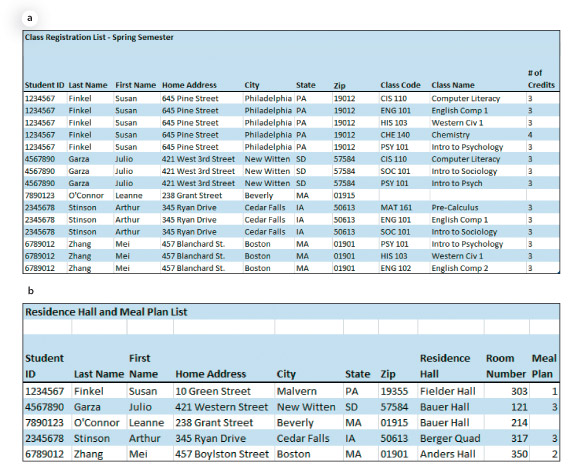 a
Class Registration List - Spring Semester
# of
Student ID Last Name First Name Home Address City State Zip Class Code Class Name Credits
1234567 Finkel Susan 645 Pine Street Philadelphia PA 19012 CIS 110 Computer Literacy 3
1234567 Finkel Susan 645 Pine Street Philadelphia PA 19012 ENG 101 English Comp 1 3
1234567 Finkel Susan 645 Pine Street Philadelphia PA 19012 HIS 103 Western Civ 1 3
1234567 Finkel Susan 645 Pine Street Philadelphia PA 19012 CHE 140 Chemistry 4
1234567 Finkel Susan 645 Pine Street Philadelphia PA 19012 PSY 101 Intro to Psychology 3
4567890 Garza Julio 421 West 3rd Street New Witten SD 57584 CIS 110 Computer Literacy 3
4567890 Garza Julio 421 West 3rd Street New Witten SD 57584 SOC 101 Intro to Sociology 3
4567890 Garza Julio 421 West 3rd Street New Witten SD 57584 PSY 101 Intro to Psych 3
7890123 O'Connor Leanne 238 Grant Street Beverly MA 01915
2345678 Stinson Arthur 345 Ryan Drive Cedar Falls IA 50613 MAT 161 Pre-Calculus 3
2345678 Stinson Arthur 345 Ryan Drive Cedar Falls IA 50613 ENG 101 English Comp 1 3
2345678 Stinson Arthur 345 Ryan Drive Cedar Falls IA 50613 SOC 101 Intro to Sociology 3
6789012 Zhang Mei 457 Blanchard St. Boston MA 01901 PSY 101 Intro to Psychology 3
6789012 Zhang Mei 457 Blanchard St. Boston MA 01901 HIS 103 Western Civ 1 3
6789012 Zhang Mei 457 Blanchard St. Boston MA 01901 ENG 102 English Comp 2 3
b
Residence Hall and Meal Plan List
Student First Residence Room Meal
ID Last Name Name Home Address City State Zip Hall Number Plan
1234567 Finkel Susan 10 Green Street Malvern PA 19355 Fielder Hall 303 1
4567890 Garza Julio 421 Western Street New Witten SD 57584 Bauer Hall 121 3
7890123 O'Connor Leanne 238 Grant Street Beverly MA 01915 Bauer Hall 214
2345678 Stinson Arthur 345 Ryan Drive Cedar Falls IA 50613 Berger Quad 317 3
6789012 Zhang Mei 457 Boylston Street Boston MA 01901 Anders Hall 350 2